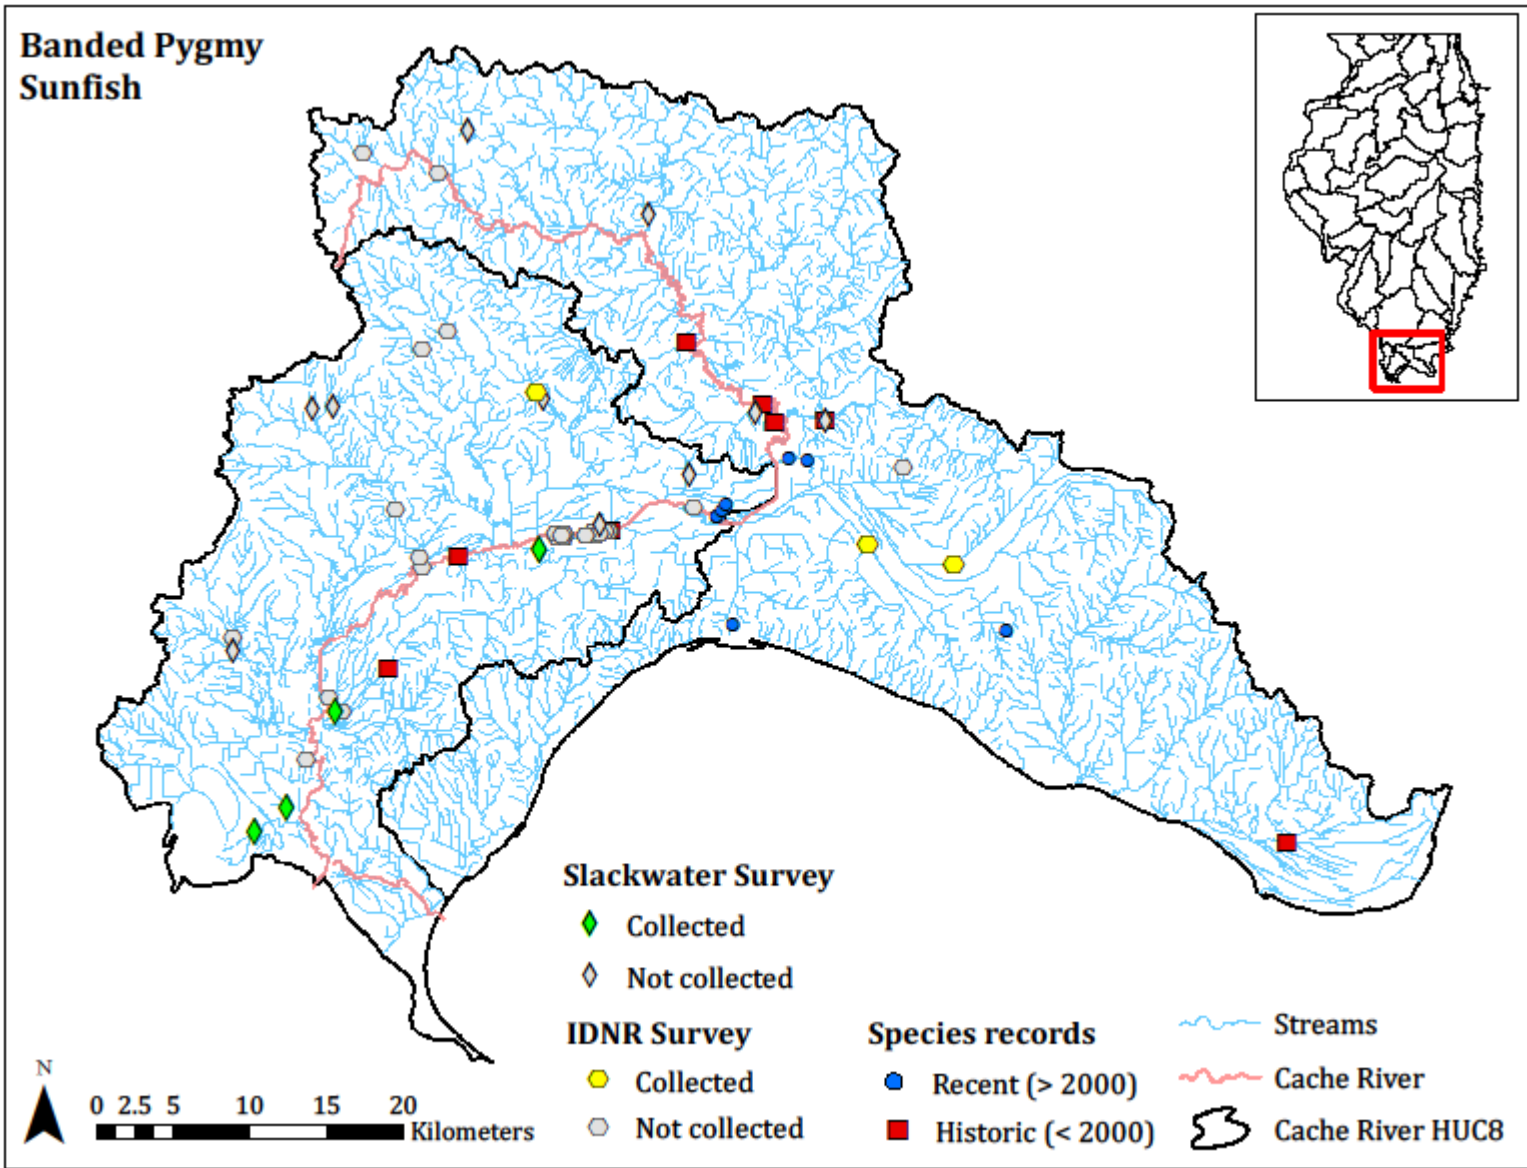 Banded Pygmy
Sunfish
Slackwater Survey
Collected
Not collected
IDNR Survey
Collected
Not collected
Species records
Recent (> 2000)
Historic (< 2000)
Streams
Cache River
Cache River HUC8
N
0 2.5 5 10 15 20
Kilometers